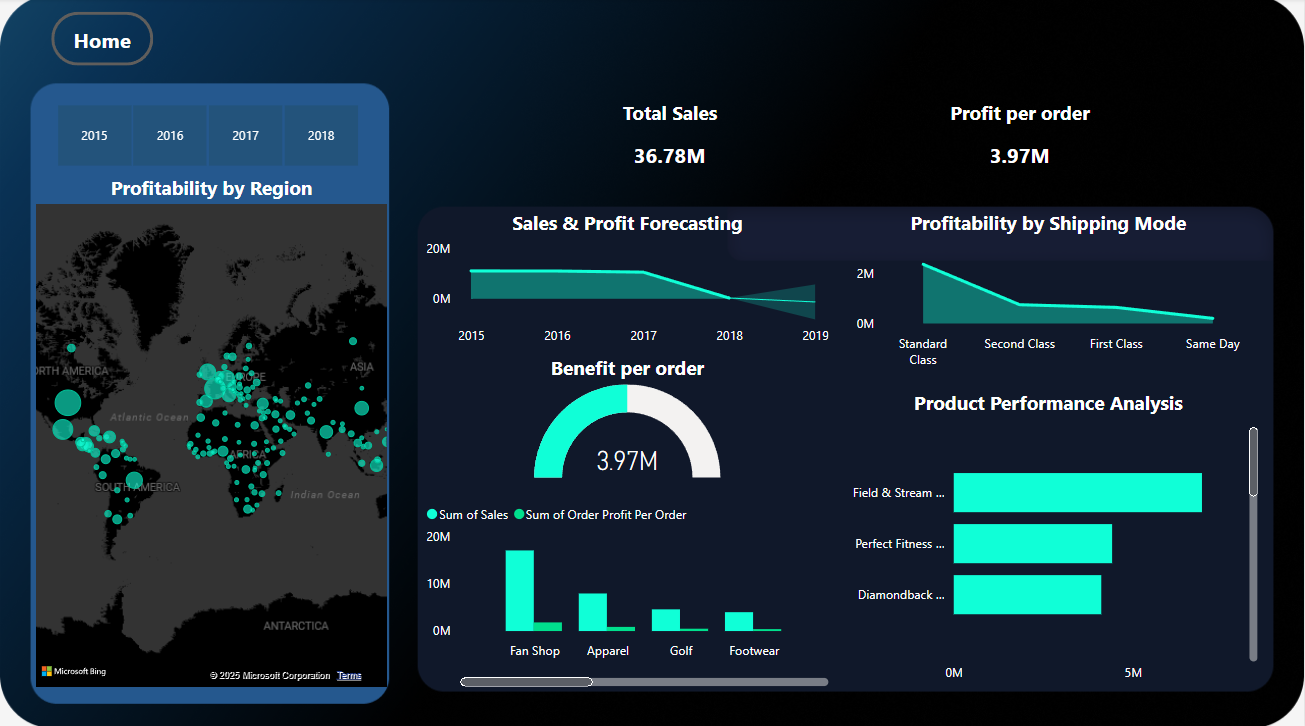 Home
2015
2016
2017
2018
Profitability by Region
ORTH AMERICA
EUROPE
ASIA
Atlantic Ocean
AFRICA
SOUTH AMERICA
Indian Ocean
ANTARCTICA
Microsoft Bing
© 2025 Microsoft Corporation
Terms
Total Sales
36.78M
Profit per order
3.97M
Sales & Profit Forecasting
20M
0M
2015
2016
2017
2018
2019
Profitability by Shipping Mode
2M
0M
Standard
Class
Second Class
First Class
Same Day
Benefit per order
3.97M
Sum of Sales
Sum of Order Profit Per Order
20M
10M
0M
Fan Shop
Apparel
Golf
Footwear
Product Performance Analysis
Field & Stream ...
Perfect Fitness ...
Diamondback ...
0M
5M